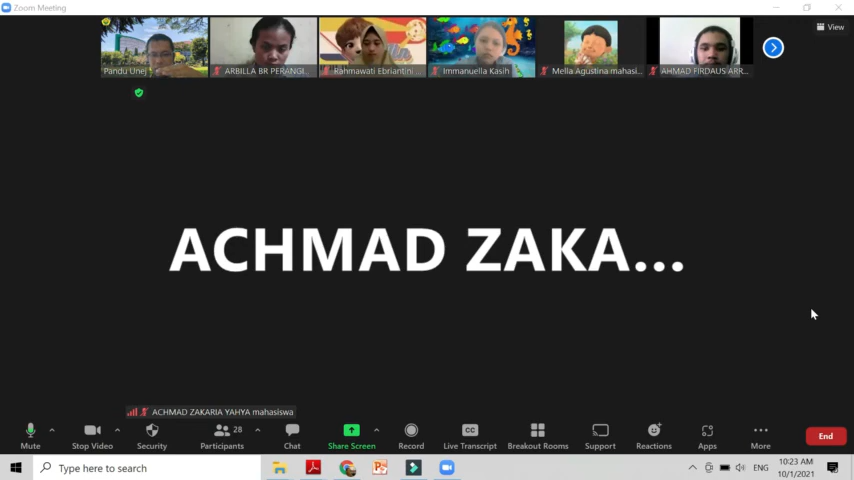 Zoom Meeting
View
Pandu Unej
ARBILLA BR PERANGI...
Rahmawati Ebriantini ...
Immanuella Kasih
Mella Agustina mahasi...
AHMAD FIRDAUS ARR...
ACHMAD ZAKA...
ACHMAD ZAKARIA YAHYA mahasiswa
Mute
Stop Video
Security
Participants 28
Chat
Share Screen
Record
CC Live Transcript
Breakout Rooms
Support
Reactions
Apps
More
End
Type here to search
ENG
10:23 AM
10/1/2021